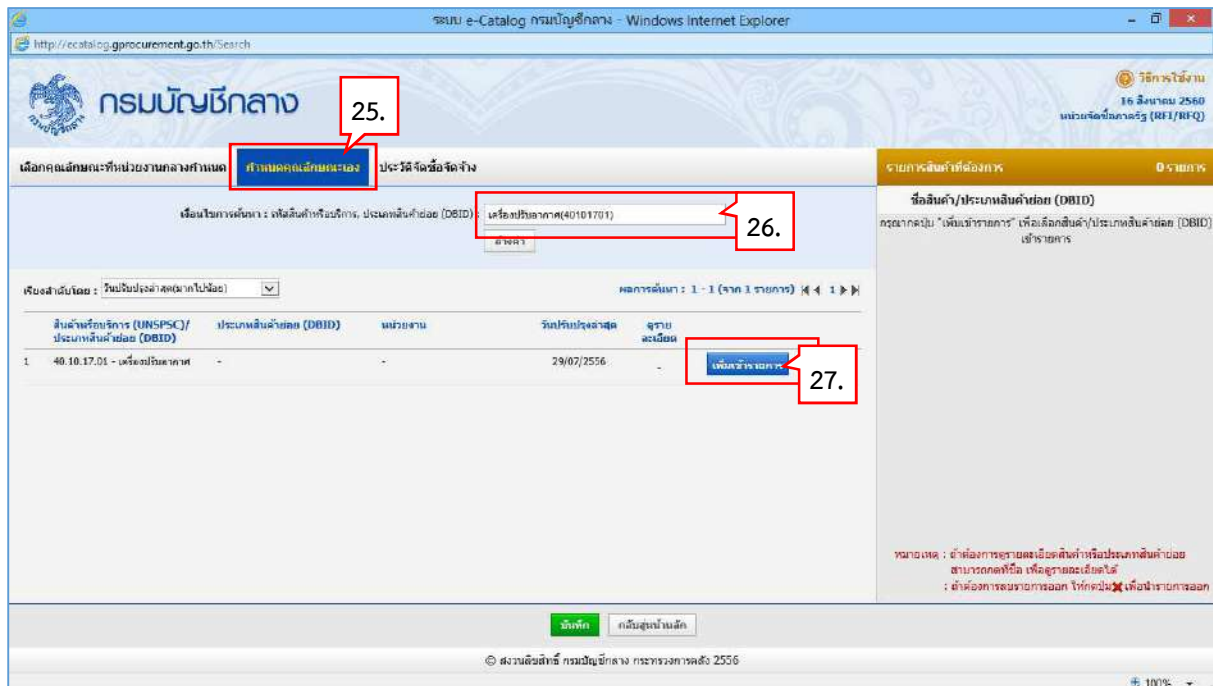 ระบบ e-Catalog กรมบัญชีกลาง - Windows Internet Explorer
http://ecatalog.gprocurement.go.th/Search
กรมบัญชีกลาง
25.
วิธีการใช้งาน
16 สิงหาคม 2560
หน่วยจัดซื้อภาครัฐ (RFI/RFQ)
เลือกคุณลักษณะที่หน่วยงานกลางกำหนด กำหนดคุณลักษณะเอง ประวัติจัดซื้อจัดจ้าง
รายการสินค้าที่ต้องการ 0 รายการ
เงื่อนไขการค้นหา : รหัสสินค้าหรือบริการ, ประเภทสินค้าย่อย (DBID) : เครื่องปรับอากาศ(40101701)
26.
ล้างค่า
ชื่อสินค้า/ประเภทสินค้าย่อย (DBID)
กรุณากดปุ่ม "เพิ่มเข้ารายการ" เพื่อเลือกสินค้า/ประเภทสินค้าย่อย (DBID)
เข้ารายการ
เรียงลำดับโดย : วันปรับปรุงล่าสุด(มากไปน้อย)
ผลการค้นหา : 1 - 1 (จาก 1 รายการ) 1
สินค้าหรือบริการ (UNSPSC)/ ประเภทสินค้าย่อย (DBID) หน่วยงาน วันปรับปรุงล่าสุด ดูราย
ประเภทสินค้าย่อย (DBID) ละเอียด
1 40.10.17.01 - เครื่องปรับอากาศ - - 29/07/2556 - เพิ่มเข้ารายการ
27.
หมายเหตุ : ถ้าต้องการดูรายละเอียดสินค้าหรือประเภทสินค้าย่อย
สามารถกดที่ชื่อ เพื่อดูรายละเอียดได้
: ถ้าต้องการลบรายการออก ให้กดปุ่ม เพื่อนำรายการออก
บันทึก กลับสู่หน้าหลัก
© สงวนลิขสิทธิ์ กรมบัญชีกลาง กระทรวงการคลัง 2556
100%